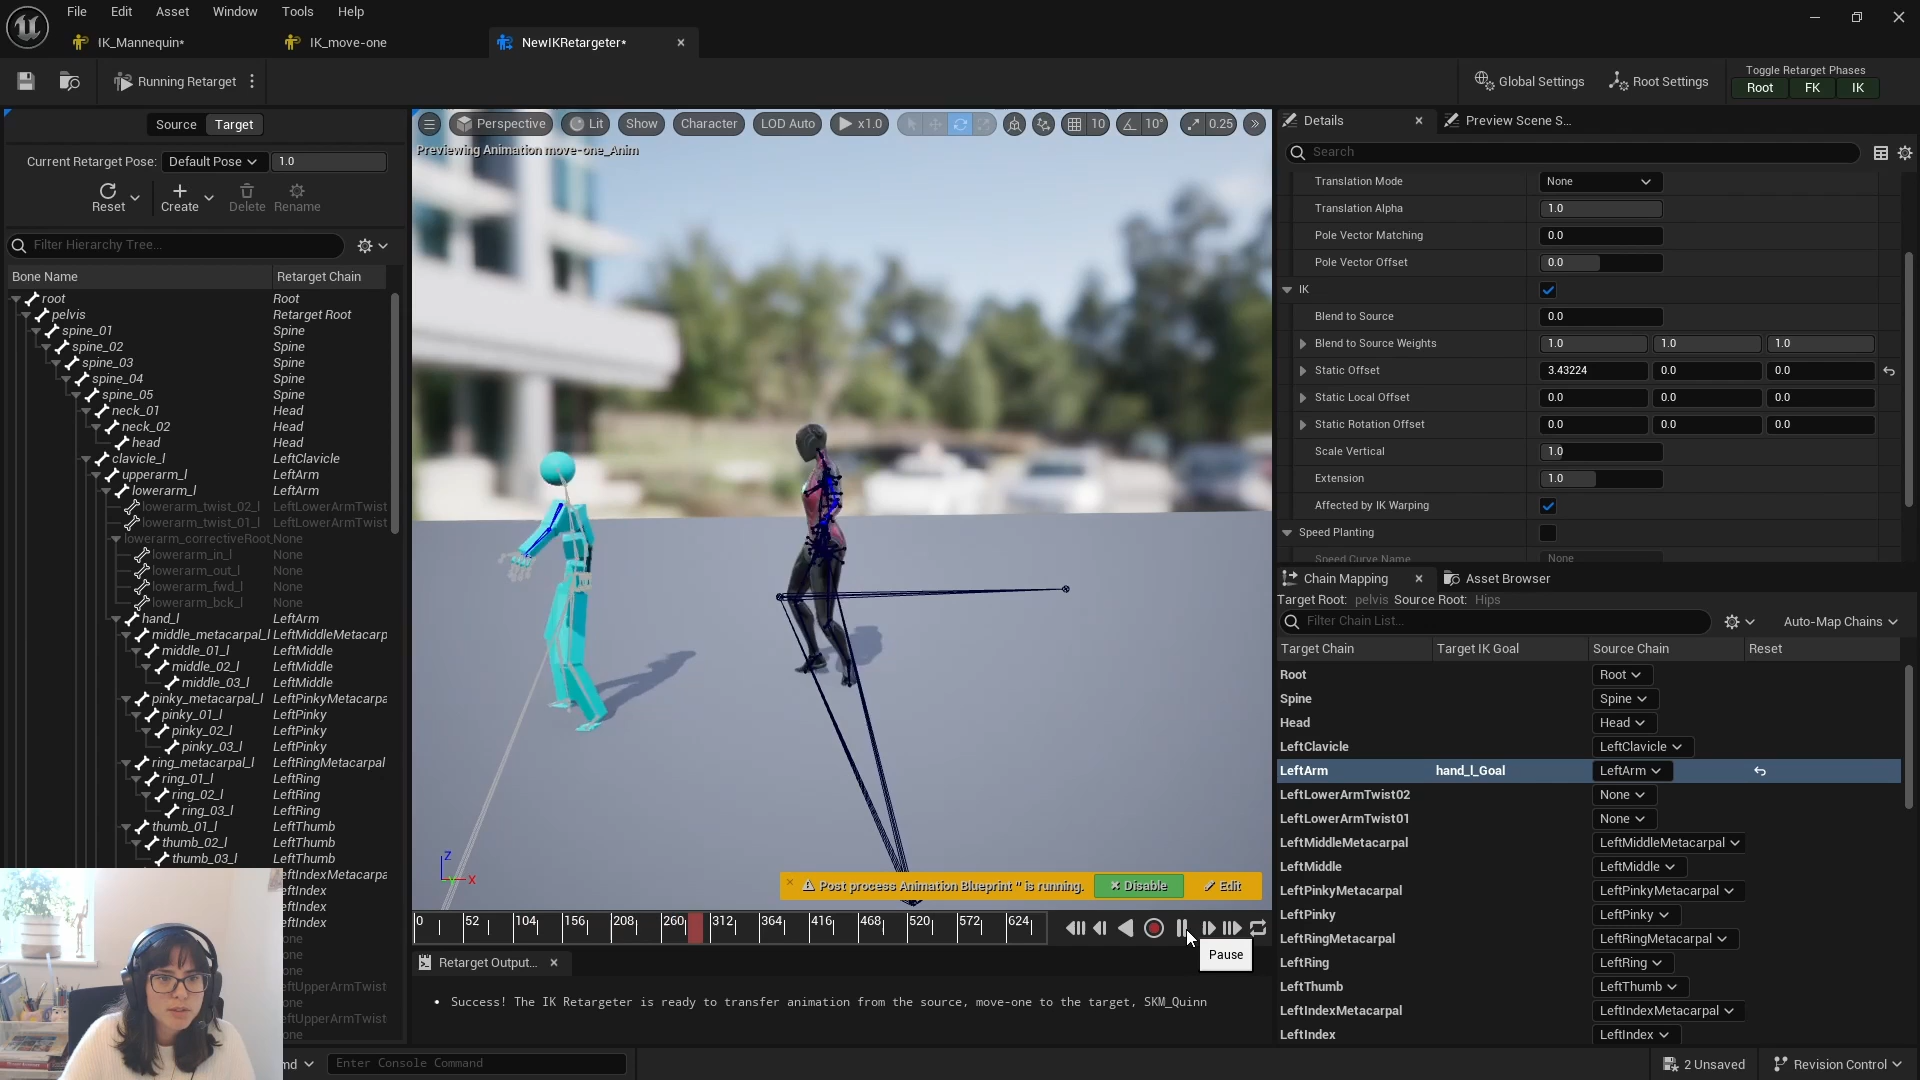 File Edit Asset Window Tools Help
IK_Mannequin* IK_move-one NewIKRetargeter*
Running Retarget Global Settings Root Settings
Toggle Retarget Phases
Root FK IK
Source Target
Current Retarget Pose: Default Pose 1.0
Reset Create Delete Rename
Filter Hierarchy Tree...
Bone Name Retarget Chain
root Root
pelvis Retarget Root
spine_01 Spine
spine_02 Spine
spine_03 Spine
spine_04 Spine
spine_05 Spine
neck_01 Head
neck_02 Head
head Head
clavicle_l LeftClavicle
upperarm_l LeftArm
lowerarm_l LeftArm
lowerarm_twist_02_l LeftLowerArmTwist
lowerarm_twist_01_l LeftLowerArmTwist
lowerarm_correctiveRoot_ None
lowerarm_in_l None
lowerarm_out_l None
lowerarm_fwd_l None
lowerarm_bck_l None
hand_l LeftArm
middle_metacarpal_l LeftMiddleMetacarp
middle_01_l LeftMiddle
middle_02_l LeftMiddle
middle_03_l LeftMiddle
pinky_metacarpal_l LeftPinkyMetacarpa
pinky_01_l LeftPinky
pinky_02_l LeftPinky
pinky_03_l LeftPinky
ring_metacarpal_l LeftRingMetacarpal
ring_01_l LeftRing
ring_02_l LeftRing
ring_03_l LeftRing
thumb_01_l LeftThumb
thumb_02_l LeftThumb
thumb_03_l LeftThumb
eftIndexMetacarpa
eftIndex
eftIndex
eftIndex
one
one
one
eftUpperArmTwist
one
eftUpperArmTwist
one
Perspective Lit Show Character LOD Auto x1.0 10 10° 0.25
Previewing Animation move-one_Anim
Z
X
Post process Animation Blueprint '' is running. Disable Edit
0 52 104 156 208 260 312 364 416 468 520 572 624
Pause
Retarget Output...
• Success! The IK Retargeter is ready to transfer animation from the source, move-one to the target, SKM_Quinn
md Enter Console Command
Details Preview Scene S...
Search
Translation Mode None
Translation Alpha 1.0
Pole Vector Matching 0.0
Pole Vector Offset 0.0
IK
Blend to Source 0.0
Blend to Source Weights 1.0 1.0 1.0
Static Offset 3.43224 0.0 0.0
Static Local Offset 0.0 0.0 0.0
Static Rotation Offset 0.0 0.0 0.0
Scale Vertical 1.0
Extension 1.0
Affected by IK Warping
Speed Planting
Speed Curve Name None
Chain Mapping Asset Browser
Target Root: pelvis Source Root: Hips
Filter Chain List... Auto-Map Chains
Target Chain Target IK Goal Source Chain Reset
Root Root
Spine Spine
Head Head
LeftClavicle LeftClavicle
LeftArm hand_l_Goal LeftArm
LeftLowerArmTwist02 None
LeftLowerArmTwist01 None
LeftMiddleMetacarpal LeftMiddleMetacarpal
LeftMiddle LeftMiddle
LeftPinkyMetacarpal LeftPinkyMetacarpal
LeftPinky LeftPinky
LeftRingMetacarpal LeftRingMetacarpal
LeftRing LeftRing
LeftThumb LeftThumb
LeftIndexMetacarpal LeftIndexMetacarpal
LeftIndex LeftIndex
2 Unsaved Revision Control